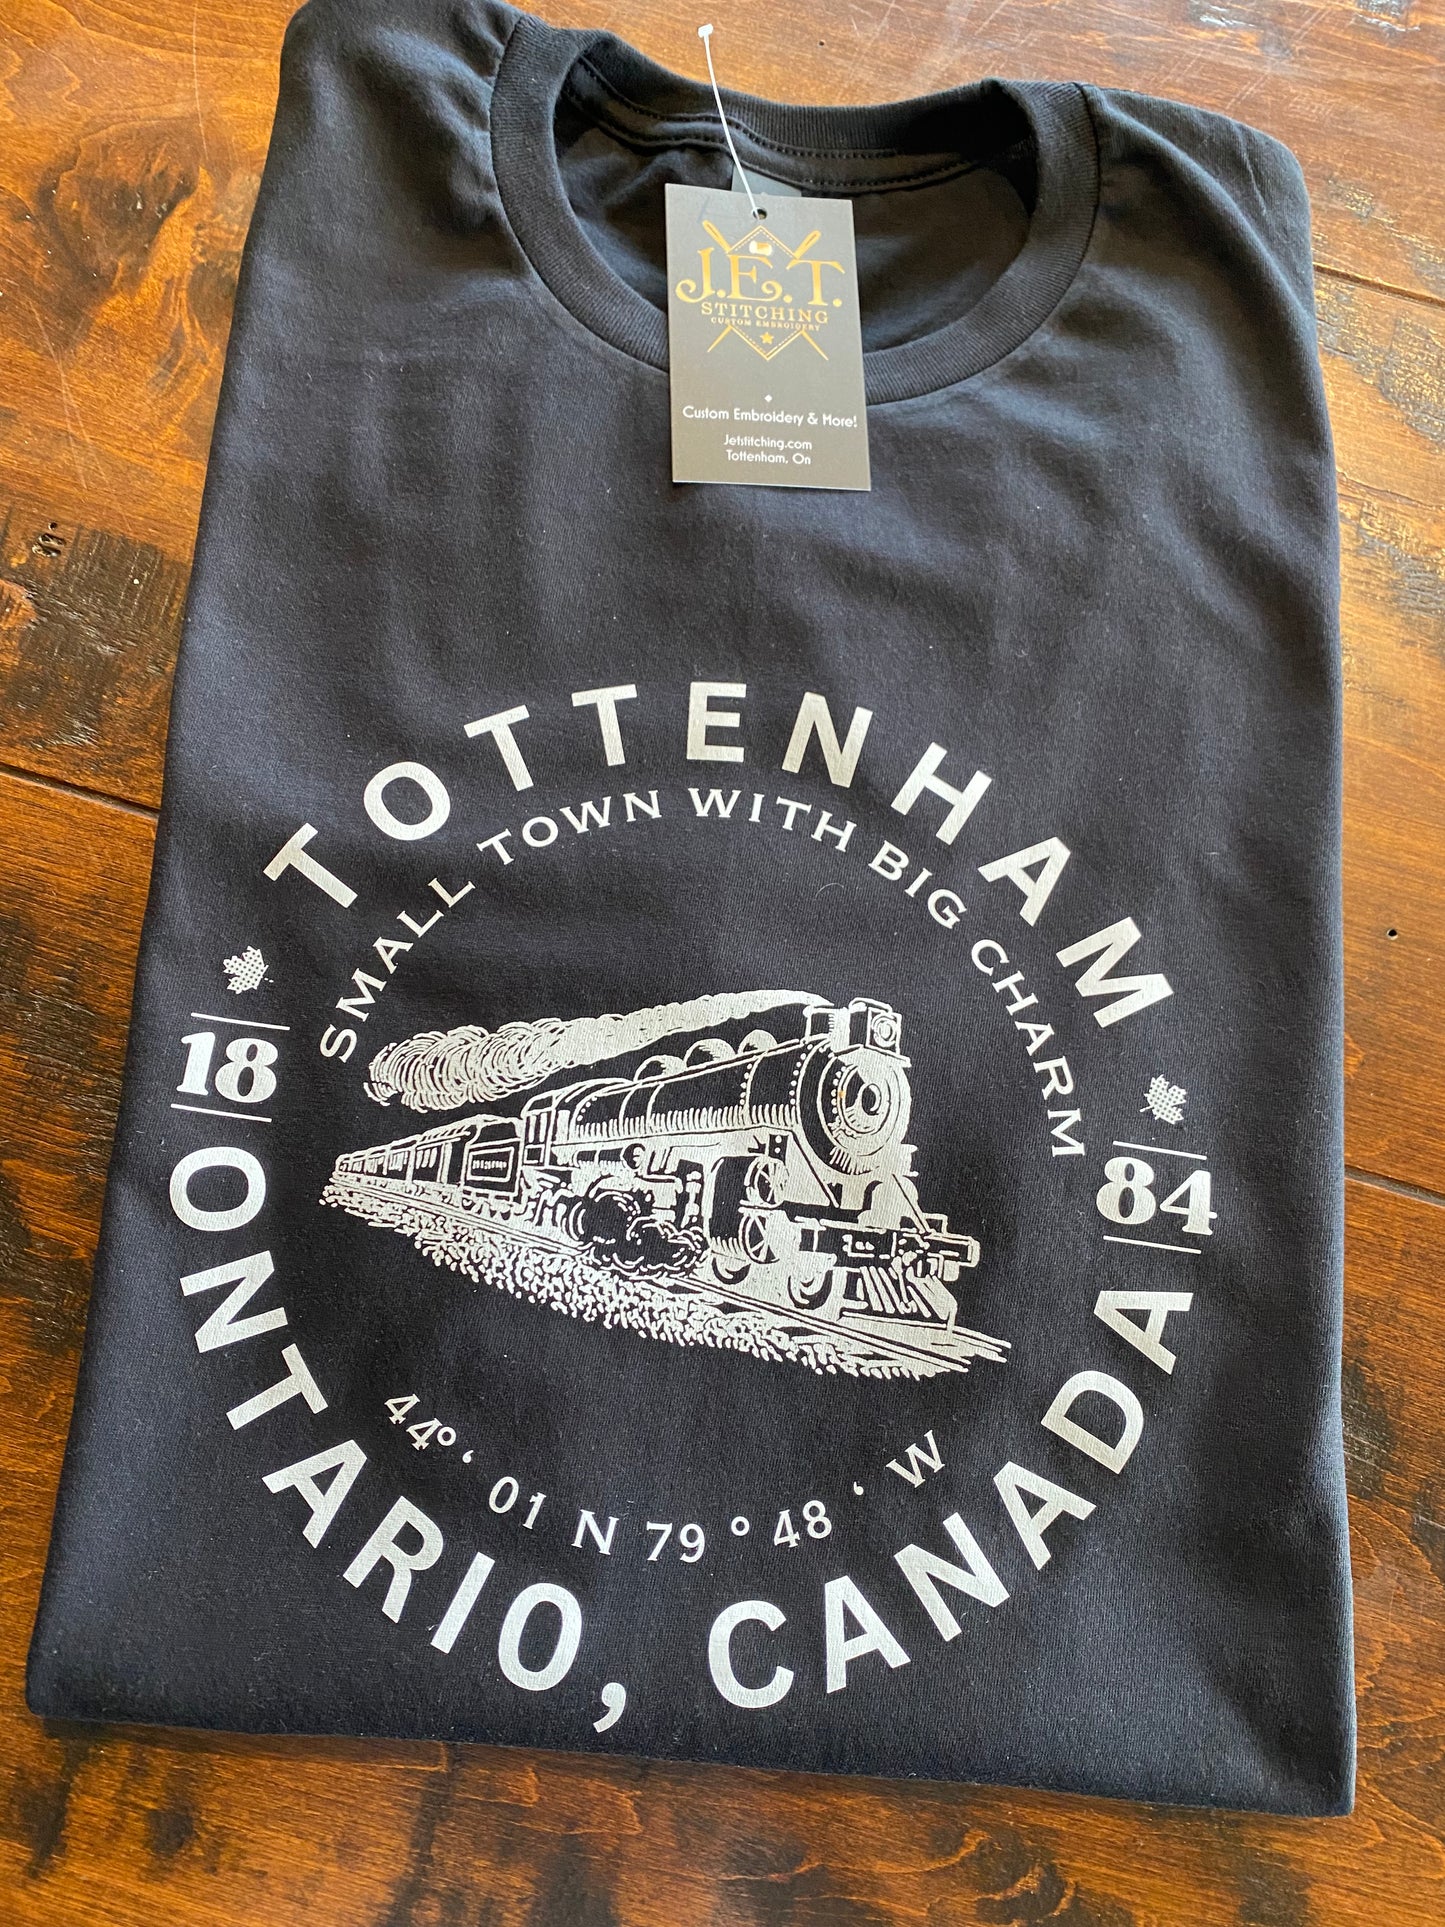 J.E.T.
STITCHING
CUSTOM EMBROIDERY
Custom Embroidery & More!
Jetstitching.com
Tottenham, On
TOTTENHAM
SMALL TOWN WITH BIG CHARM
18
84
44° ‘ 01 N 79 ° 48 ‘ W
ONTARIO, CANADA